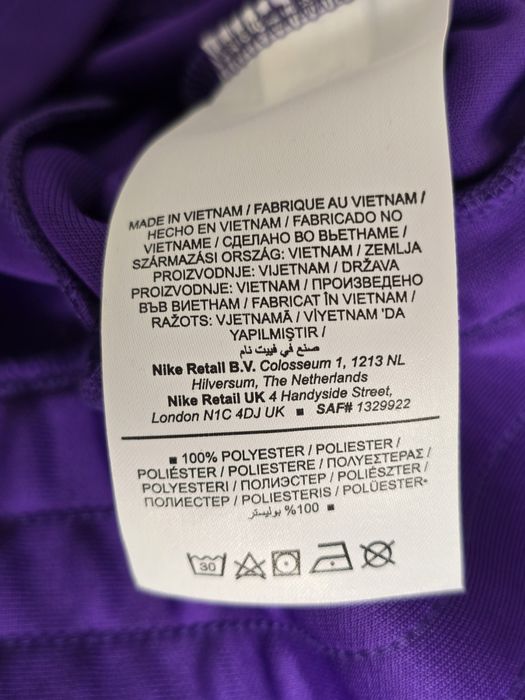 MADE IN VIETNAM / FABRIQUE AU VIETNAM /
HECHO EN VIETNAM / FABRICADO NO
VIETNAME / СДЕЛАНО ВО ВЬЕТНАМЕ /
SZÁRMAZÁSI ORSZÁG: VIETNAM / ZEMLJA
PROIZVODNJE: VIJETNAM / DRŽAVA
PROIZVODNJE: VIETNAM / ПРОИЗВЕДЕНО
ВЪВ ВИЕТНАМ / FABRICAT ÎN VIETNAM /
RAŽOTS: VJETNAMĀ / VİYETNAM 'DA
YAPILMIŞTIR /
صنع في فييت نام
Nike Retail B.V. Colosseum 1, 1213 NL
Hilversum, The Netherlands
Nike Retail UK 4 Handyside Street,
London N1C 4DJ UK ■ SAF# 1329922
■ 100% POLYESTER / POLIESTER /
POLIÉSTER / POLIESTERE / ΠΟΛΥΕΣΤΕΡΑΣ /
POLYESTERI / ПОЛИЭСТЕР / POLIÉSZTER /
ПОЛИЕСТЕР / POLIESTERIS / POLÜESTER
■ 100% بوليستر
30